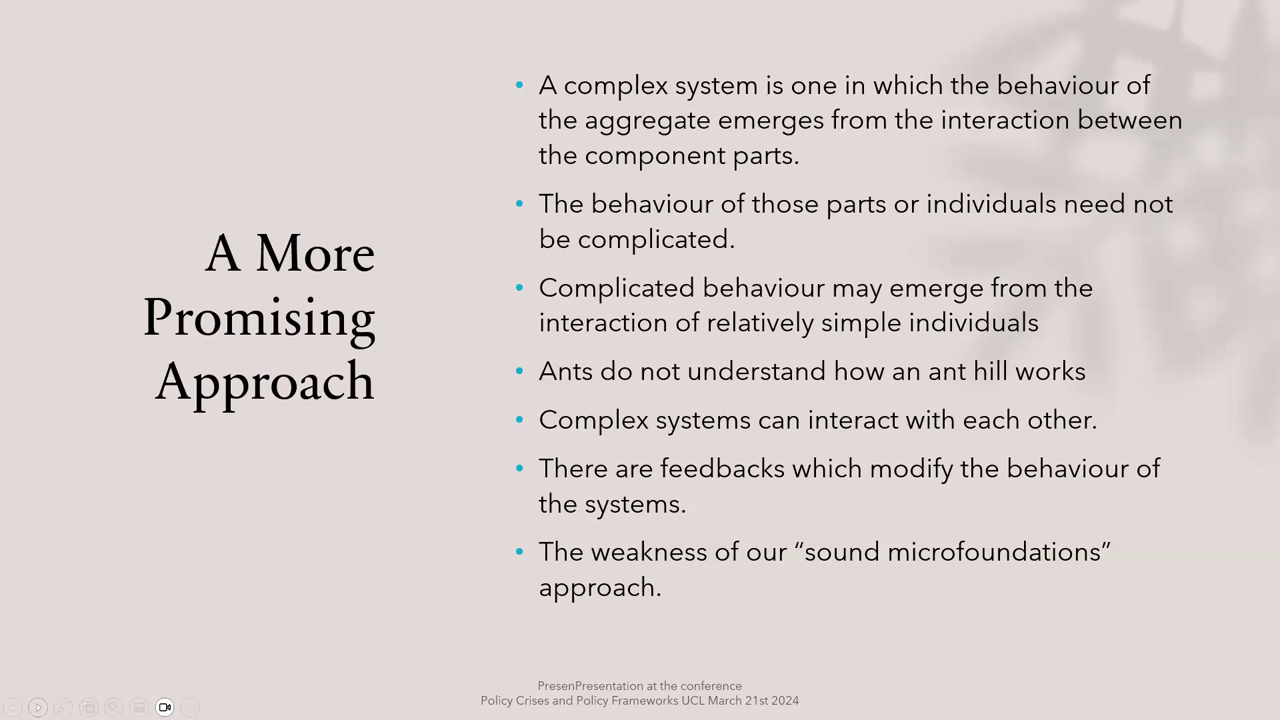 A More
Promising
Approach
• A complex system is one in which the behaviour of
the aggregate emerges from the interaction between
the component parts.
• The behaviour of those parts or individuals need not
be complicated.
• Complicated behaviour may emerge from the
interaction of relatively simple individuals
• Ants do not understand how an ant hill works
• Complex systems can interact with each other.
• There are feedbacks which modify the behaviour of
the systems.
• The weakness of our “sound microfoundations”
approach.
PresenPresentation at the conference
Policy Crises and Policy Frameworks UCL March 21st 2024